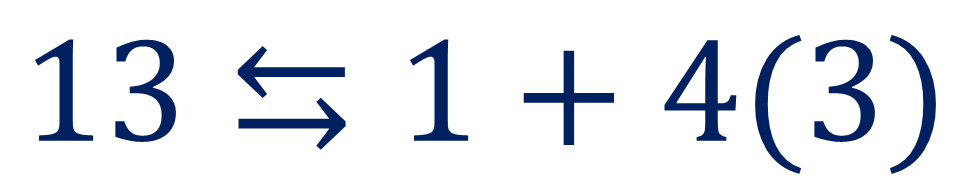 13 ⇆ 1 + 4(3)